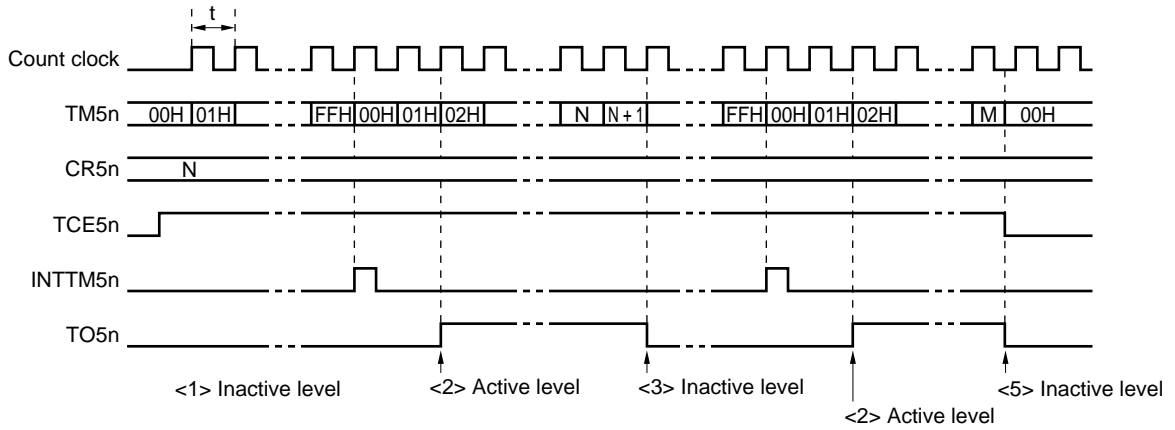 t
Count clock
TM5n 00H 01H FFH 00H 01H 02H N N + 1 FFH 00H 01H 02H M 00H
CR5n N
TCE5n
INTTM5n
TO5n
<1> Inactive level <2> Active level <3> Inactive level <5> Inactive level
<2> Active level